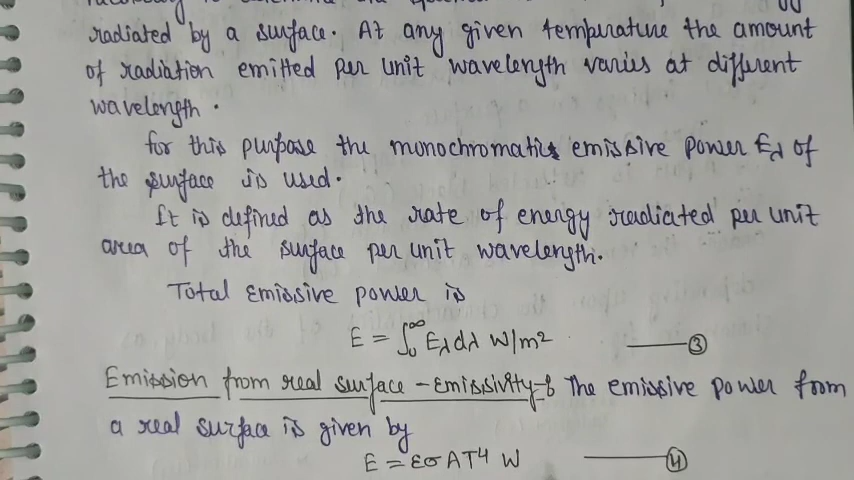 radiated by a surface. At any given temperature the amount
of radiation emitted per unit wavelength varies at different
wavelength.
for this purpose the monochromatic emissive power Eλ of
the surface is used.
It is defined as the rate of energy radiated per unit
area of the surface per unit wavelength.
Total Emissive power is
E = ∫₀^∞ Eλ dλ W/m² ③
Emission from real surface - Emissivity :- The emissive power from
a real surface is given by
E = εσAT⁴ W ④